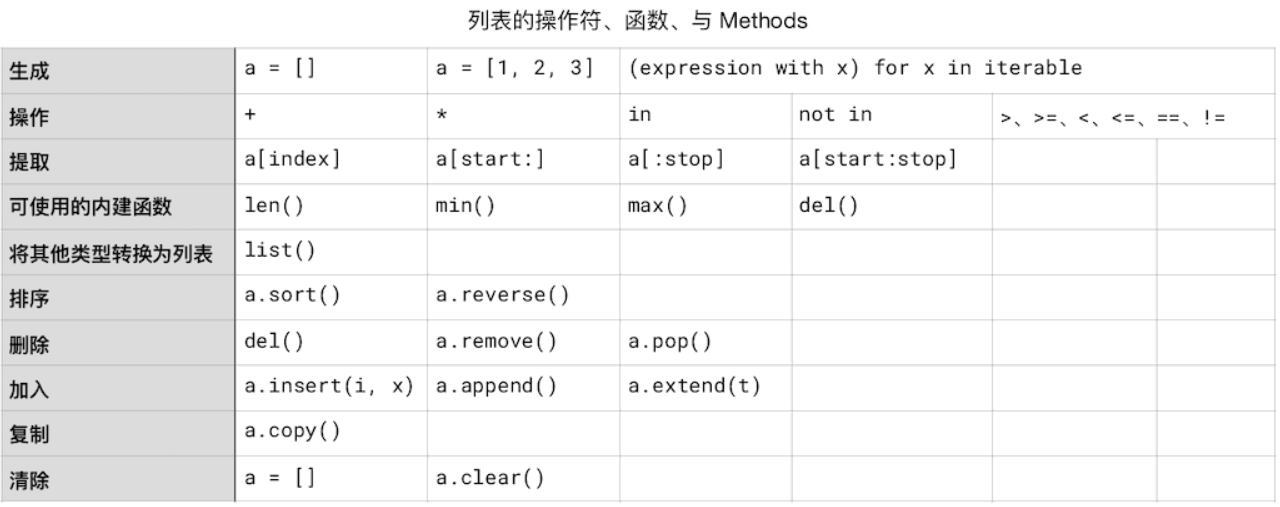 列表的操作符、函数、与 Methods
生成 a = [] a = [1, 2, 3] (expression with x) for x in iterable
操作 + * in not in >、>=、<、<=、==、!=
提取 a[index] a[start:] a[:stop] a[start:stop]
可使用的内建函数 len() min() max() del()
将其他类型转换为列表 list()
排序 a.sort() a.reverse()
删除 del() a.remove() a.pop()
加入 a.insert(i, x) a.append() a.extend(t)
复制 a.copy()
清除 a = [] a.clear()